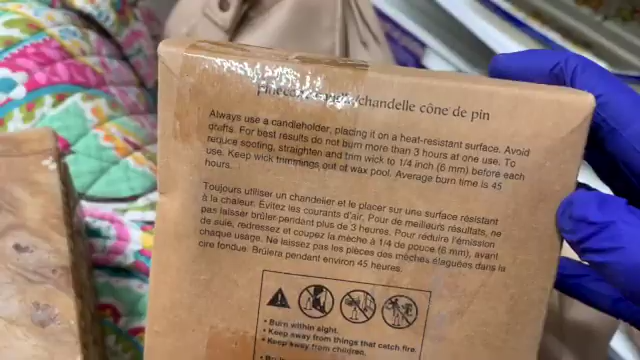 pinecone candle/chandelle cône de pin
Always use a candleholder, placing it on a heat-resistant surface. Avoid
drafts. For best results do not burn more than 3 hours at one use. To
reduce sooting, straighten and trim wick to 1/4 inch (6 mm) before each
use. Keep wick trimmings out of wax pool. Average burn time is 45
hours.
Toujours utiliser un chandelier et le placer sur une surface résistant
à la chaleur. Évitez les courants d'air. Pour de meilleurs résultats, ne
pas laisser brûler pendant plus de 3 heures. Pour réduire l'émission
de suie, redressez et coupez la mèche à 1/4 de pouce (6 mm), avant
chaque usage. Ne laissez pas les pièces des mèches élaguées dans la
cire fondue. Brûlera pendant environ 45 heures.
• Burn within sight.
• Keep away from things that catch fire.
• Keep away from children.